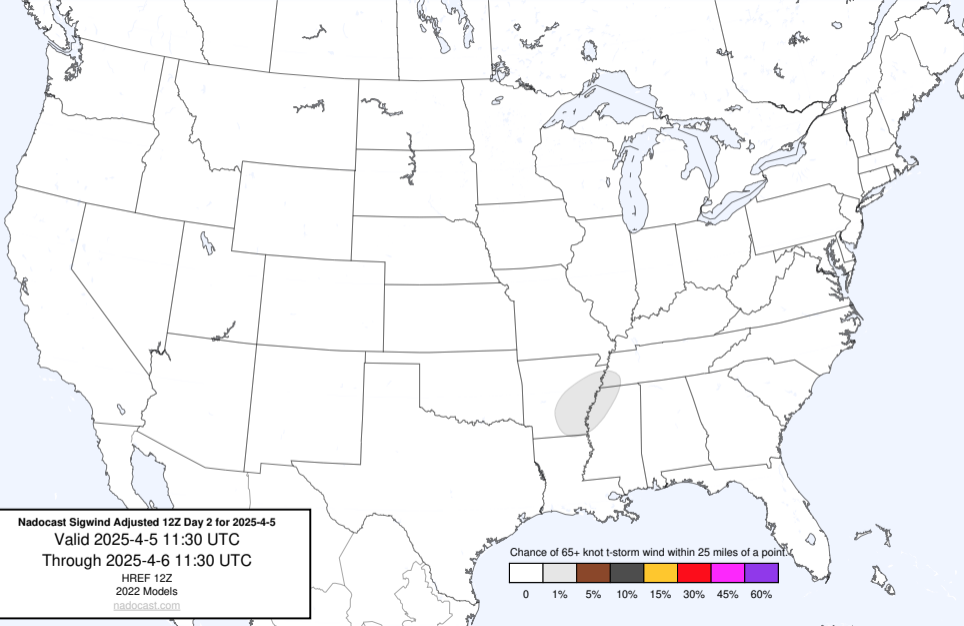 Nadocast Sigwind Adjusted 12Z Day 2 for 2025-4-5
Valid 2025-4-5 11:30 UTC
Through 2025-4-6 11:30 UTC
HREF 12Z
2022 Models
nadocast.com
Chance of 65+ knot t-storm wind within 25 miles of a point.
0 1% 5% 10% 15% 30% 45% 60%